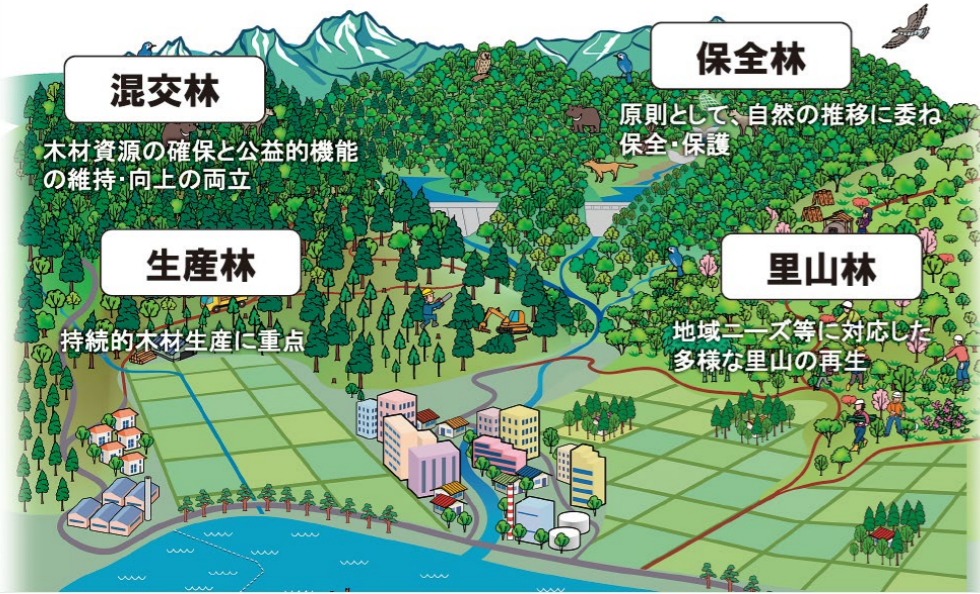 混交林
木材資源の確保と公益的機能
の維持・向上の両立
保全林
原則として、自然の推移に委ね
保全・保護
生産林
持続的木材生産に重点
里山林
地域ニーズ等に対応した
多様な里山の再生